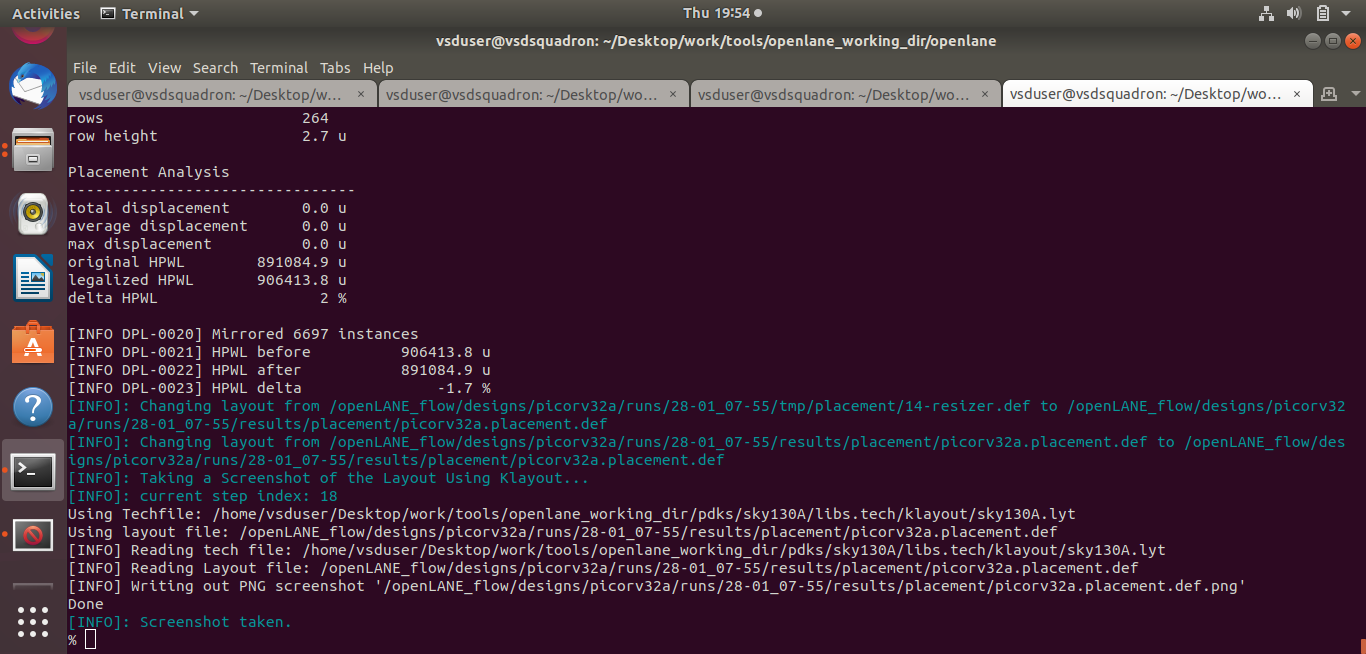 Activities Terminal Thu 19:54
vsduser@vsdsquadron: ~/Desktop/work/tools/openlane_working_dir/openlane
File Edit View Search Terminal Tabs Help
vsduser@vsdsquadron: ~/Desktop/w... × vsduser@vsdsquadron: ~/Desktop/wo... × vsduser@vsdsquadron: ~/Desktop/wo... × vsduser@vsdsquadron: ~/Desktop/wo... ×
rows 264
row height 2.7 u
Placement Analysis
--------------------------------
total displacement 0.0 u
average displacement 0.0 u
max displacement 0.0 u
original HPWL 891084.9 u
legalized HPWL 906413.8 u
delta HPWL 2 %
[INFO DPL-0020] Mirrored 6697 instances
[INFO DPL-0021] HPWL before 906413.8 u
[INFO DPL-0022] HPWL after 891084.9 u
[INFO DPL-0023] HPWL delta -1.7 %
[INFO]: Changing layout from /openLANE_flow/designs/picorv32a/runs/28-01_07-55/tmp/placement/14-resizer.def to /openLANE_flow/designs/picorv32
a/runs/28-01_07-55/results/placement/picorv32a.placement.def
[INFO]: Changing layout from /openLANE_flow/designs/picorv32a/runs/28-01_07-55/results/placement/picorv32a.placement.def to /openLANE_flow/des
igns/picorv32a/runs/28-01_07-55/results/placement/picorv32a.placement.def
[INFO]: Taking a Screenshot of the Layout Using Klayout...
[INFO]: current step index: 18
Using Techfile: /home/vsduser/Desktop/work/tools/openlane_working_dir/pdks/sky130A/libs.tech/klayout/sky130A.lyt
Using layout file: /openLANE_flow/designs/picorv32a/runs/28-01_07-55/results/placement/picorv32a.placement.def
[INFO] Reading tech file: /home/vsduser/Desktop/work/tools/openlane_working_dir/pdks/sky130A/libs.tech/klayout/sky130A.lyt
[INFO] Reading Layout file: /openLANE_flow/designs/picorv32a/runs/28-01_07-55/results/placement/picorv32a.placement.def
[INFO] Writing out PNG screenshot '/openLANE_flow/designs/picorv32a/runs/28-01_07-55/results/placement/picorv32a.placement.def.png'
Done
[INFO]: Screenshot taken.
%